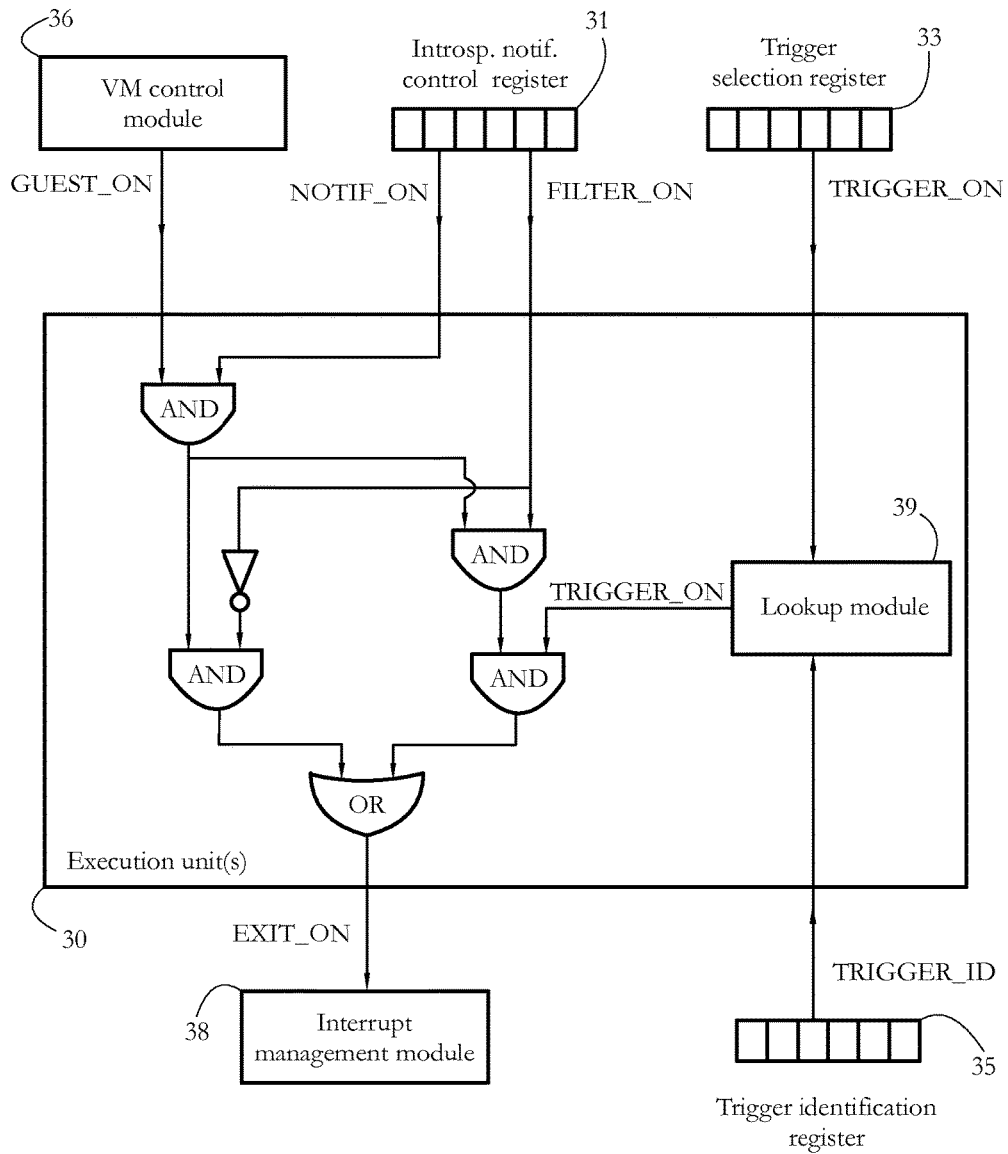 36
VM control
module
Introsp. notif.
control register
31
Trigger
selection register
33
GUEST_ON
NOTIF_ON
FILTER_ON
TRIGGER_ON
AND
AND
39
TRIGGER_ON
Lookup module
AND
AND
OR
Execution unit(s)
30
EXIT_ON
TRIGGER_ID
38
Interrupt
management module
35
Trigger identification
register